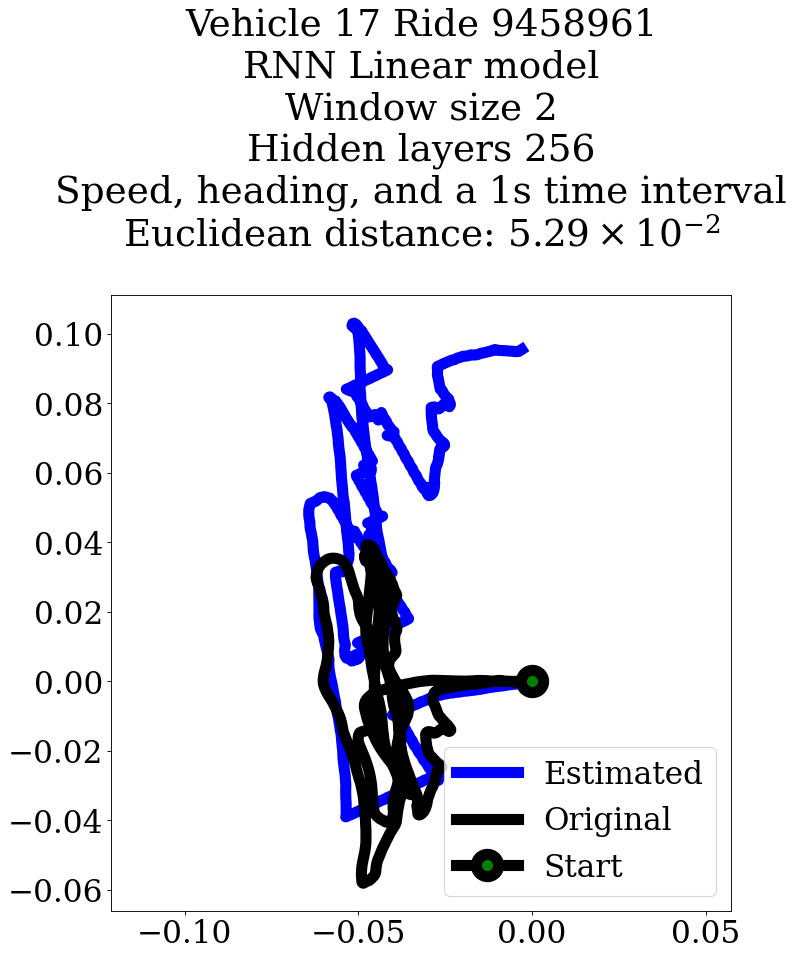 Vehicle 17 Ride 9458961
RNN Linear model
Window size 2
Hidden layers 256
Speed, heading, and a 1s time interval
Euclidean distance: 5.29 × 10⁻²
0.10
0.08
0.06
0.04
0.02
0.00
−0.02
−0.04
−0.06
Estimated
Original
Start
−0.10
−0.05
0.00
0.05